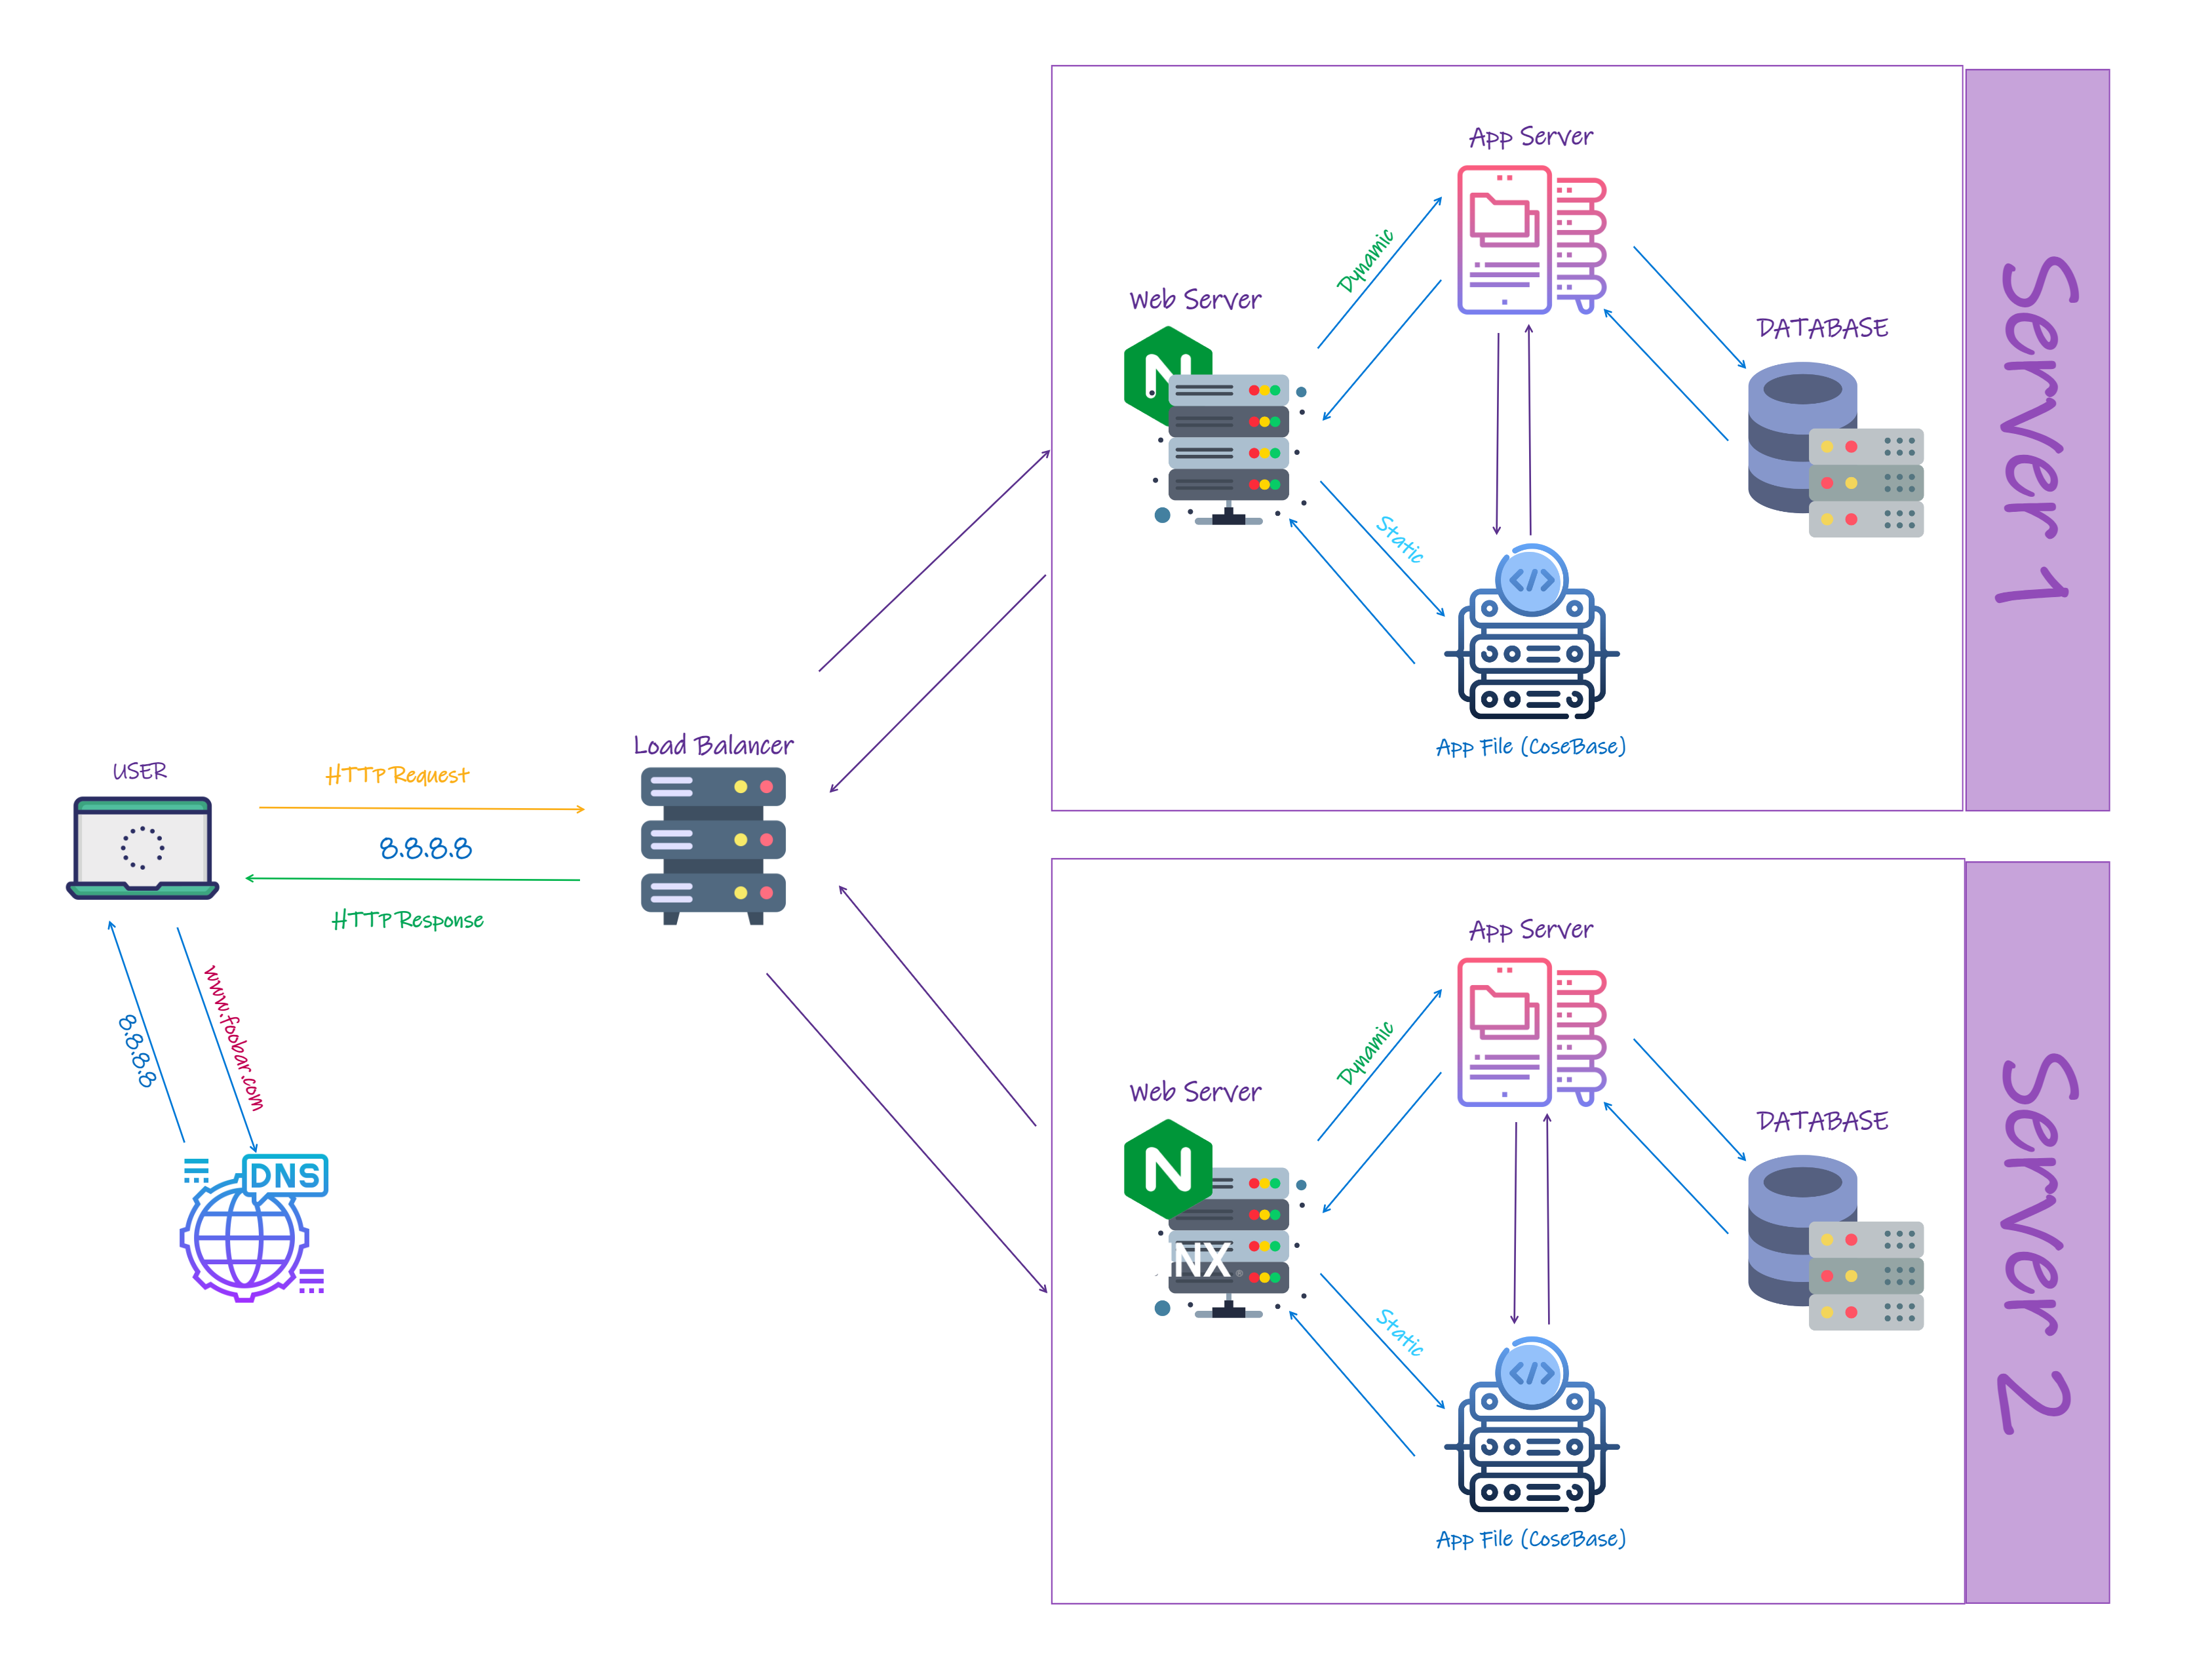 App Server
Dynamic
Web Server
N
DATABASE
Static
</>
App File (CoseBase)
Server 1
Load Balancer
USER
HTTP Request
8.8.8.8
HTTP Response
www.foobar.com
8.8.8.8
DNS
App Server
Dynamic
Web Server
N
NX
DATABASE
Static
</>
App File (CoseBase)
Server 2